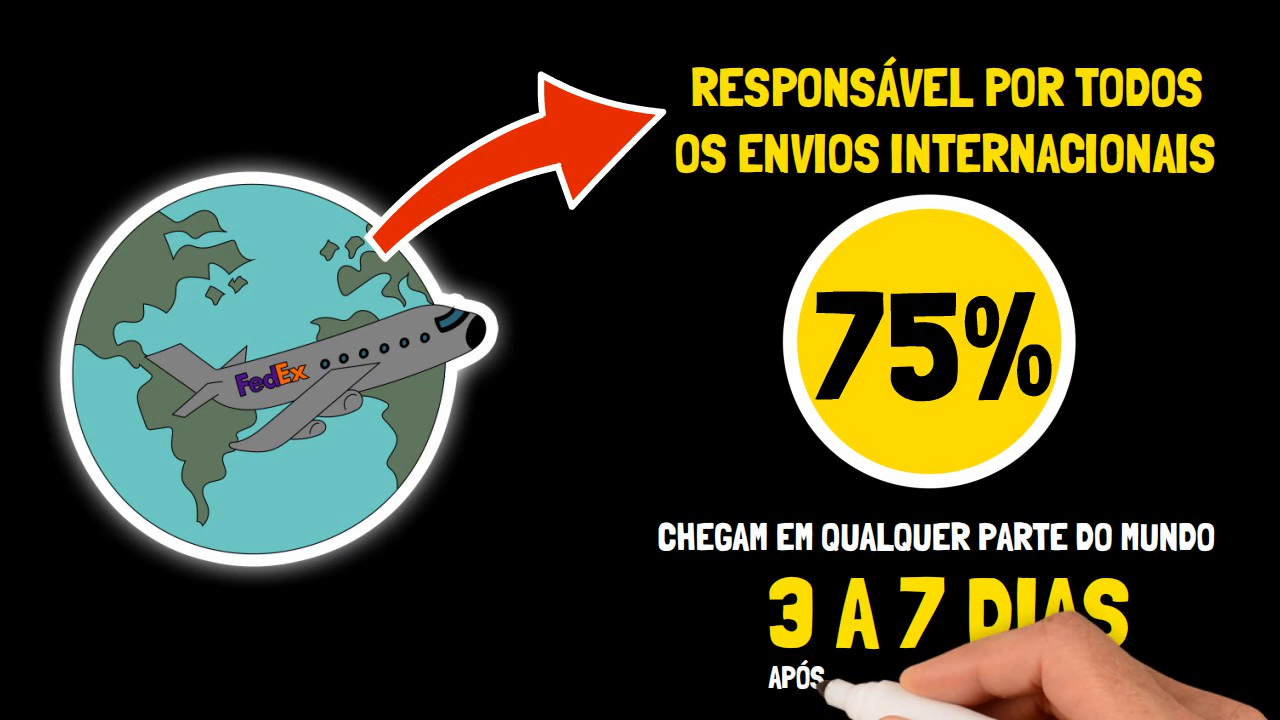 RESPONSÁVEL POR TODOS
OS ENVIOS INTERNACIONAIS
75%
FedEx
CHEGAM EM QUALQUER PARTE DO MUNDO
3 A 7 DIAS
APÓS